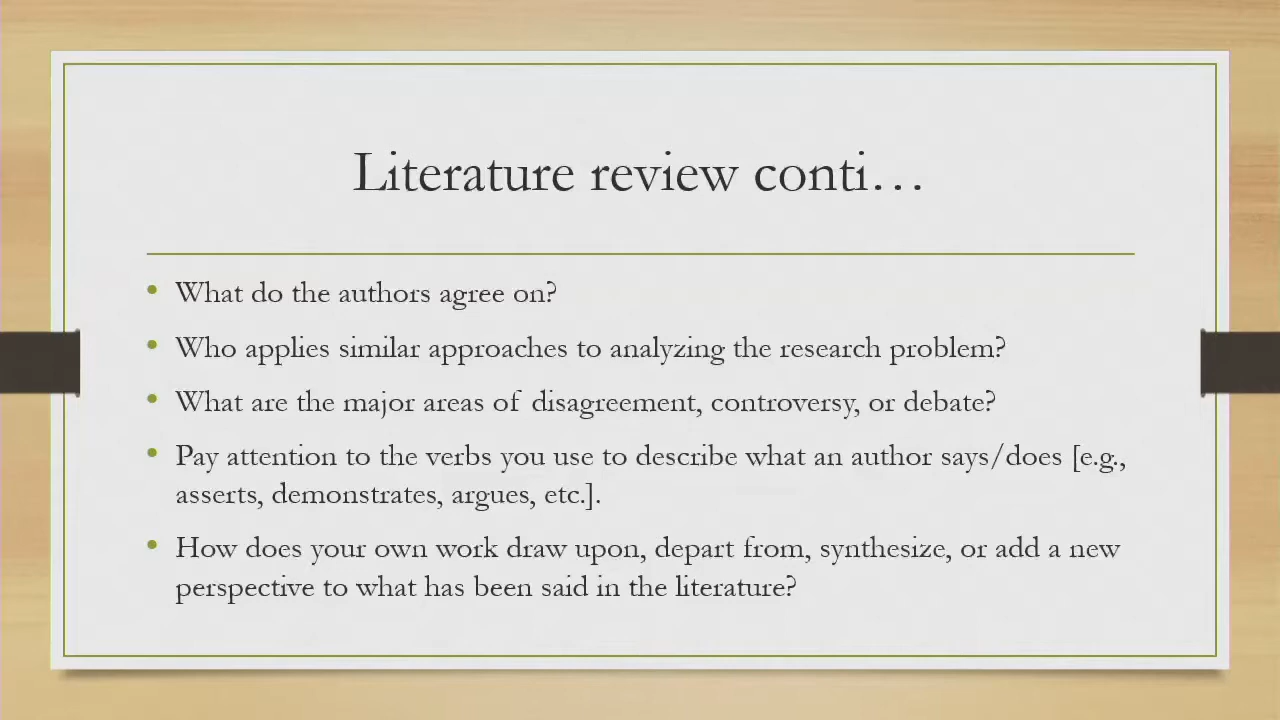 Literature review conti…
• What do the authors agree on?
• Who applies similar approaches to analyzing the research problem?
• What are the major areas of disagreement, controversy, or debate?
• Pay attention to the verbs you use to describe what an author says/does [e.g.,
asserts, demonstrates, argues, etc.].
• How does your own work draw upon, depart from, synthesize, or add a new
perspective to what has been said in the literature?